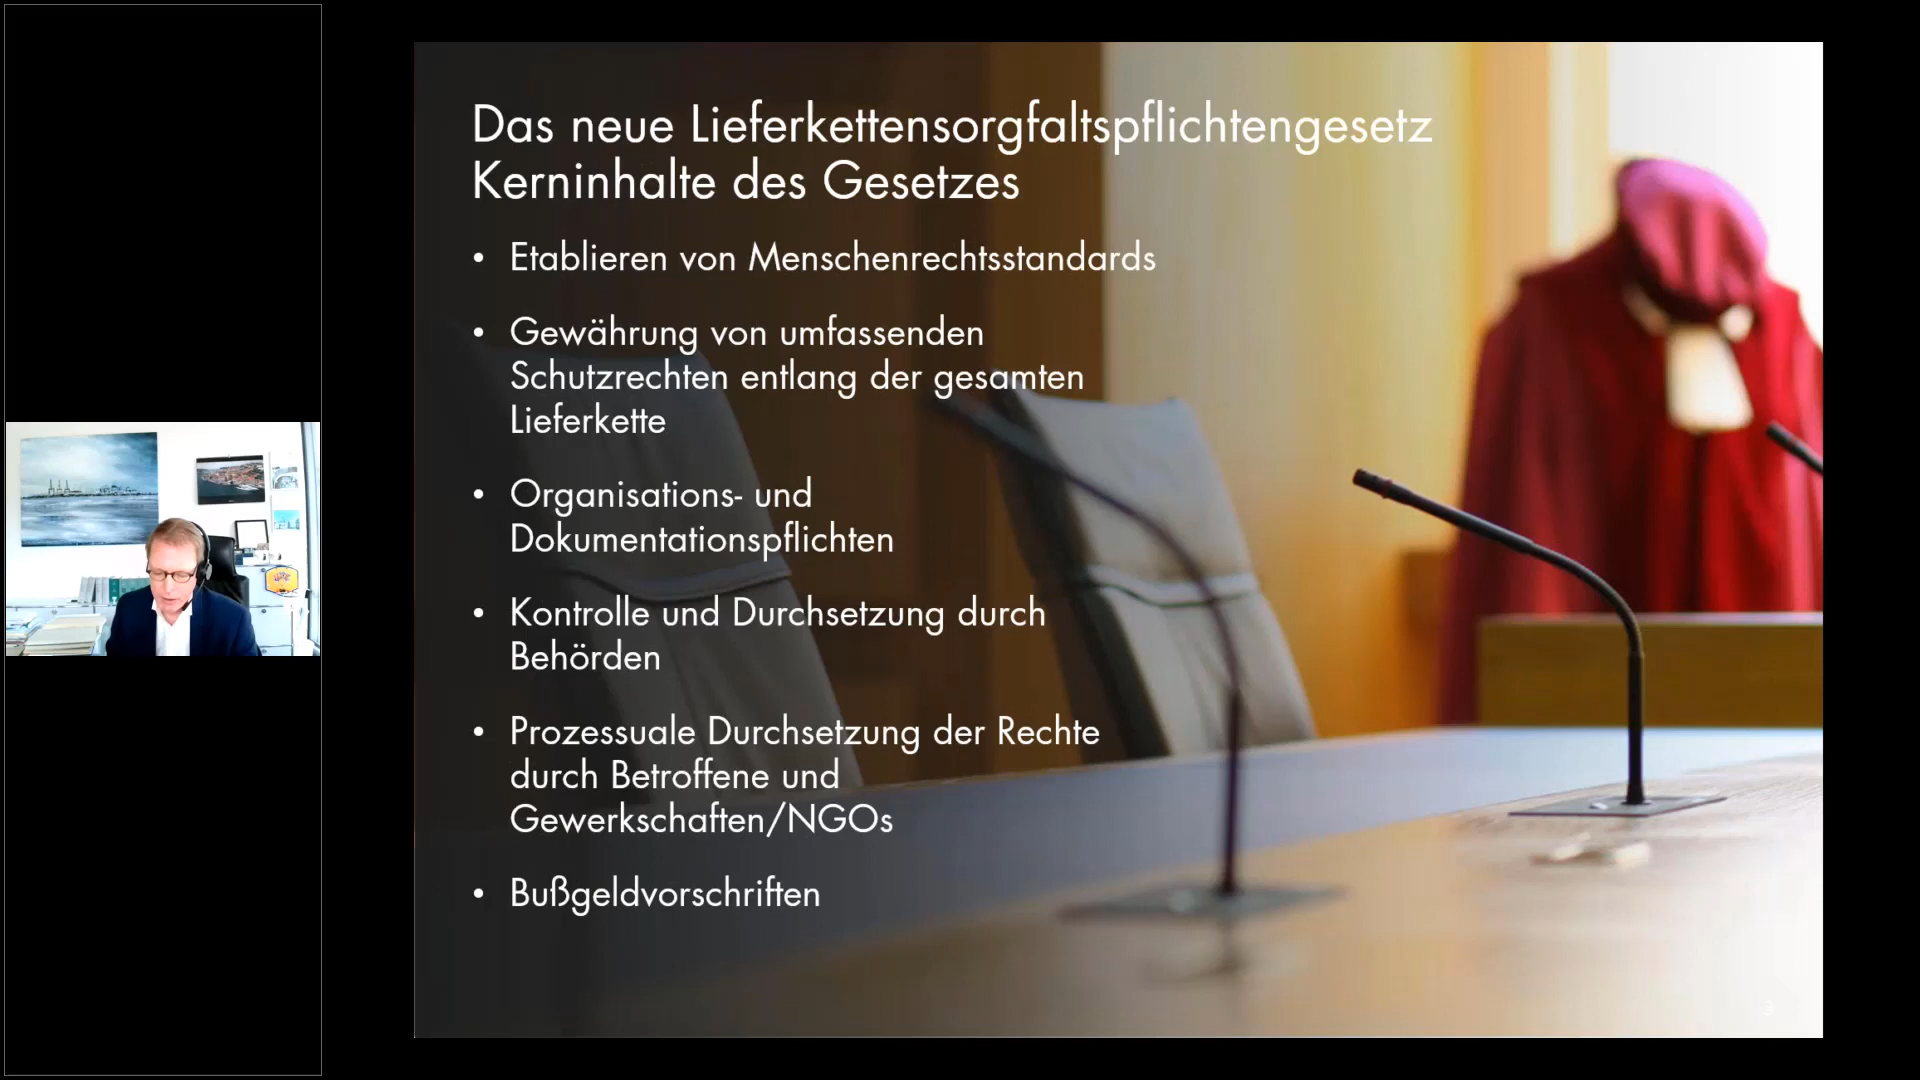 Das neue Lieferkettensorgfaltspflichtengesetz
Kerninhalte des Gesetzes
• Etablieren von Menschenrechtsstandards
• Gewährung von umfassenden
Schutzrechten entlang der gesamten
Lieferkette
• Organisations- und
Dokumentationspflichten
• Kontrolle und Durchsetzung durch
Behörden
• Prozessuale Durchsetzung der Rechte
durch Betroffene und
Gewerkschaften/NGOs
• Bußgeldvorschriften